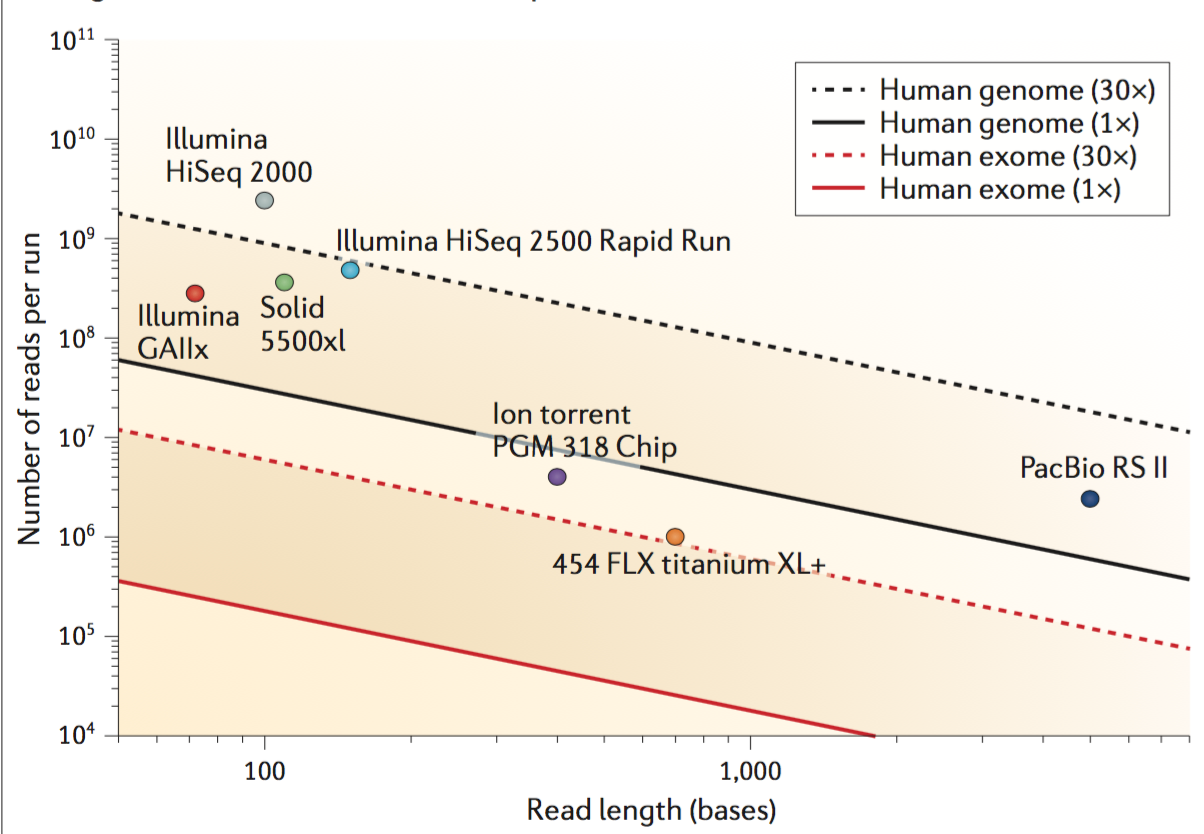 10¹¹
10¹⁰
10⁹
10⁸
10⁷
10⁶
10⁵
10⁴
Number of reads per run
Human genome (30×)
Human genome (1×)
Human exome (30×)
Human exome (1×)
Illumina
HiSeq 2000
Illumina HiSeq 2500 Rapid Run
Illumina
GAIIx
Solid
5500xl
Ion torrent
PGM 318 Chip
PacBio RS II
454 FLX titanium XL+
100
1,000
Read length (bases)